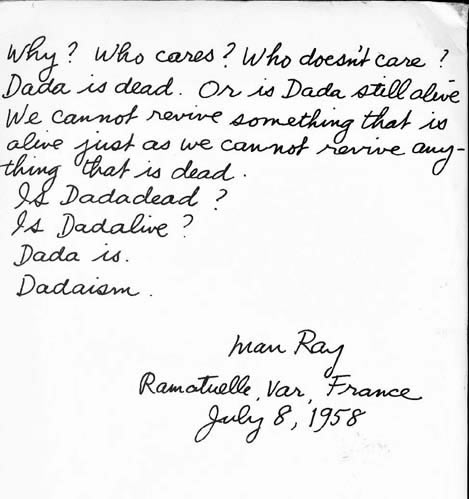 Why? Who cares? Who doesn't care?
Dada is dead. Or is Dada still alive
We cannot revive something that is
alive just as we cannot revive any-
thing that is dead.
Is Dadadead?
Is Dadalive?
Dada is.
Dadaism.
Man Ray
Ramatuelle, Var, France
July 8, 1958